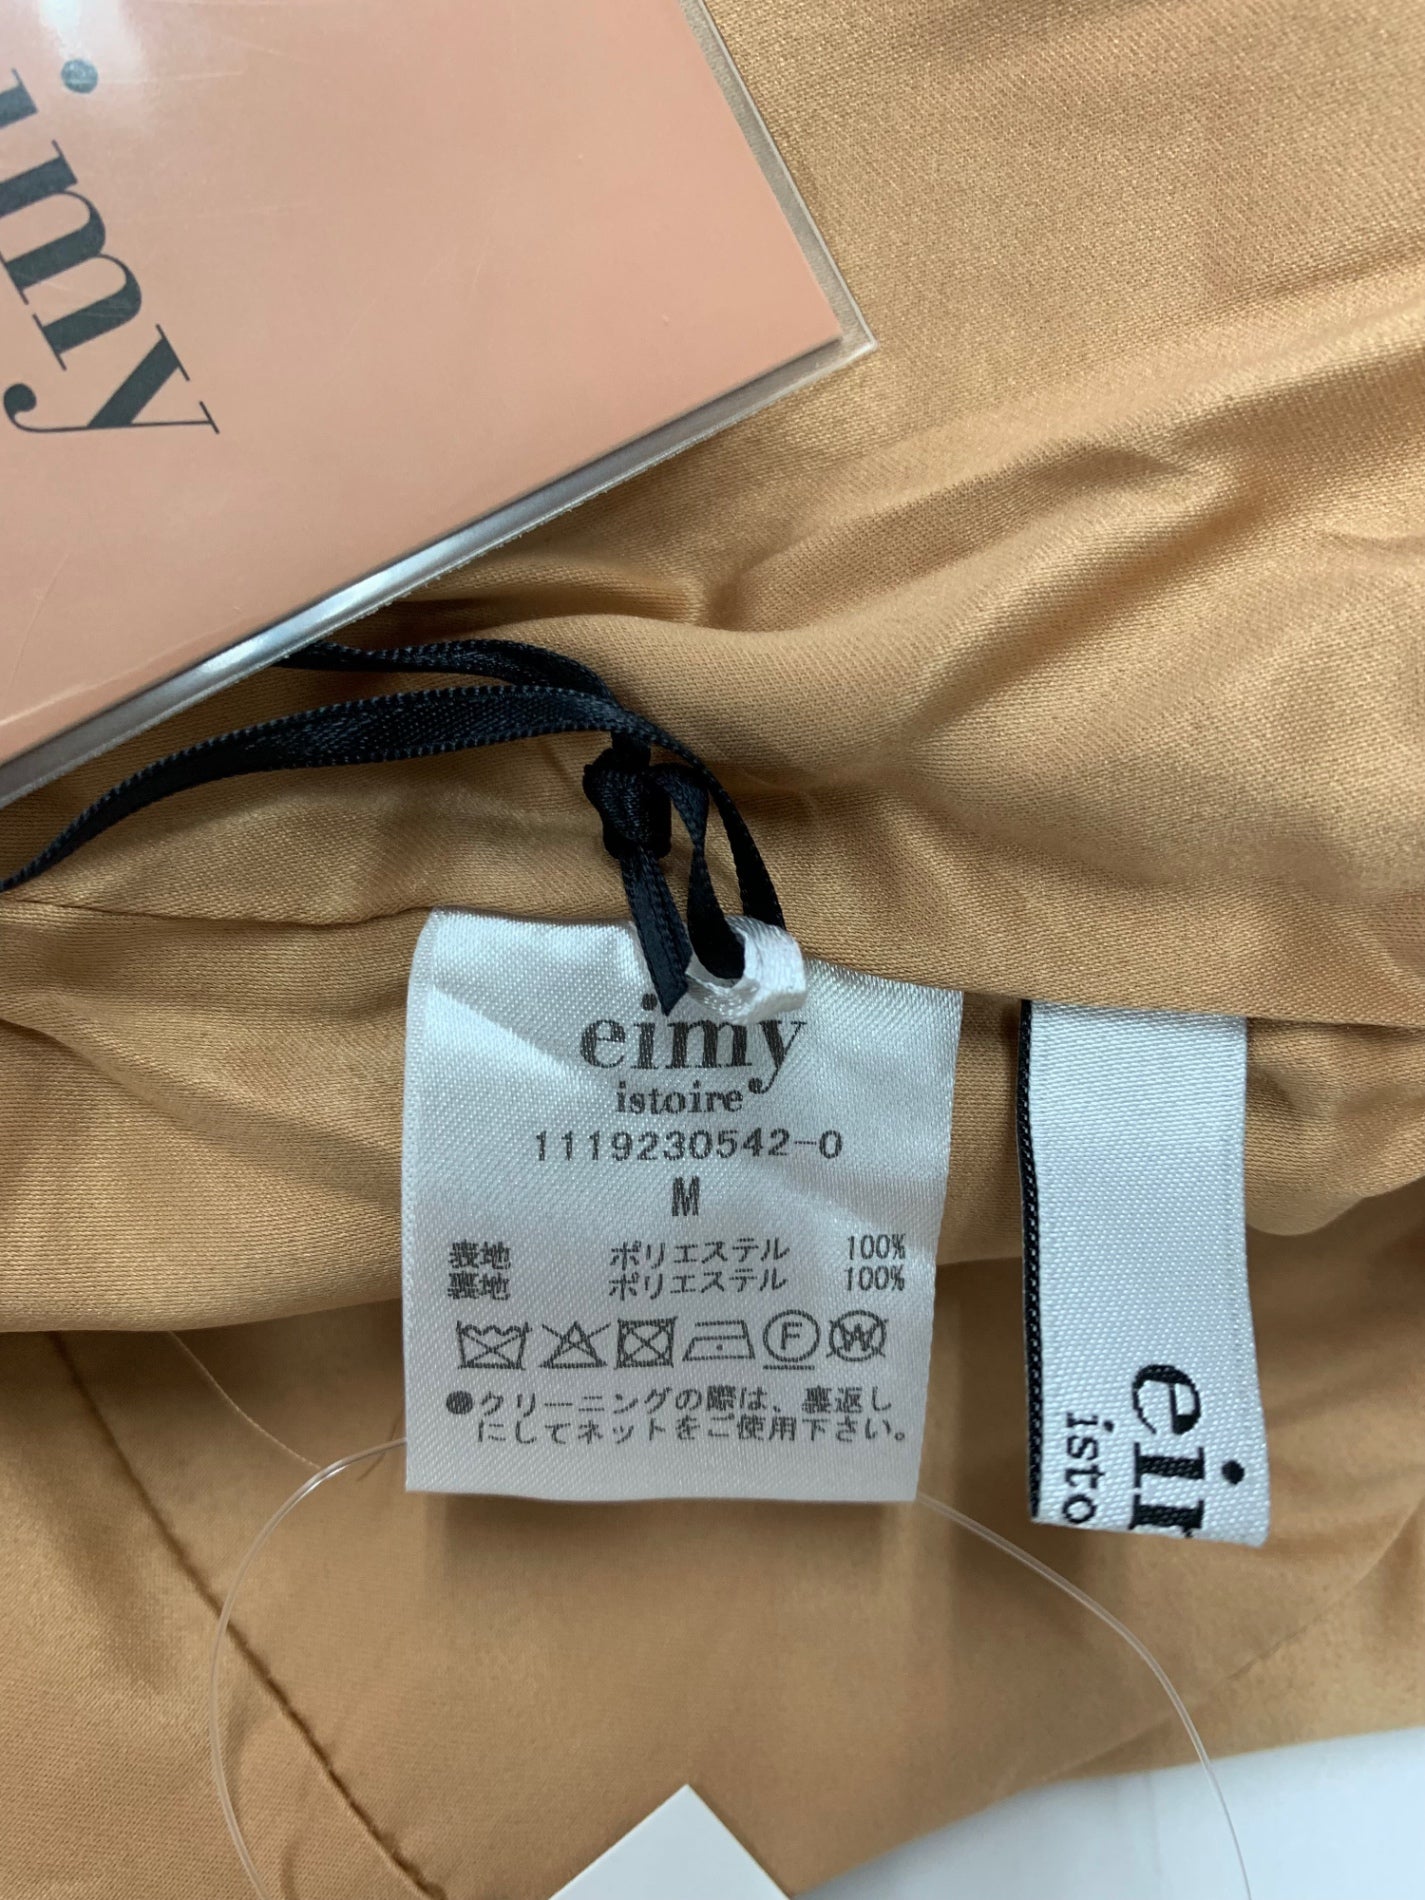 imy
eimy
istoire
1119230542-0
M
表地 ポリエステル 100%
裏地 ポリエステル 100%
F W
●クリーニングの際は、裏返し
にしてネットをご使用下さい。
eim
isto